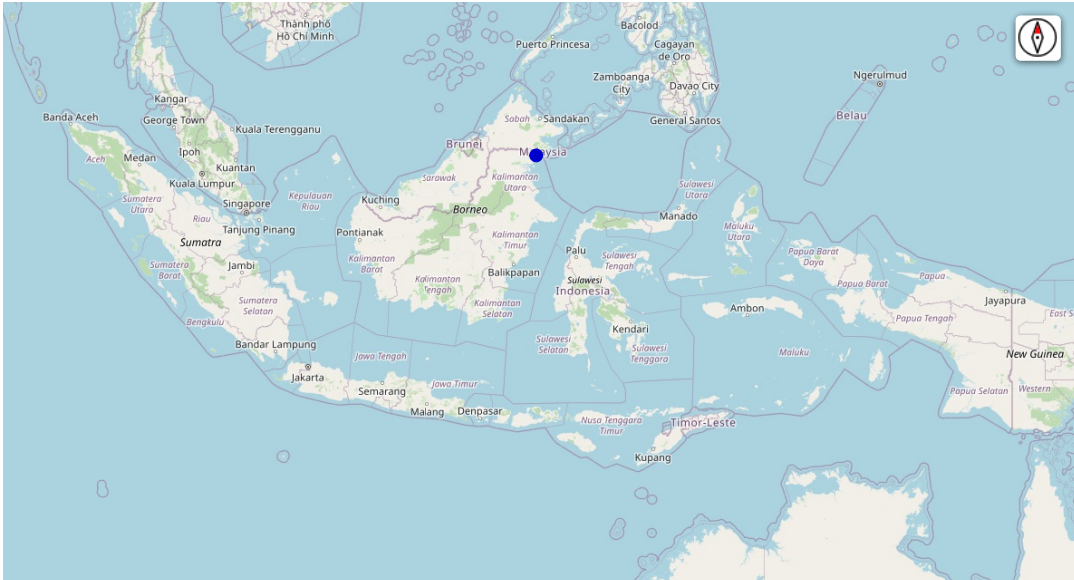 Thành phố
Hồ Chí Minh
Bacolod
Puerto Princesa
Cagayan
de Oro
Zamboanga
City
Davao City
Ngerulmud
Kangar
Banda Aceh
George Town
Kuala Terengganu
Sabah
Sandakan
General Santos
Belau
Ipoh
Brunei
Malaysia
Aceh
Medan
Kuantan
Kuala Lumpur
Sarawak
Kalimantan
Utara
Sulawesi
Utara
Sumatera
Utara
Singapore
Kepulauan
Riau
Kuching
Borneo
Manado
Riau
Tanjung Pinang
Pontianak
Maluku
Utara
Sumatra
Kalimantan
Timur
Palu
Papua Barat
Daya
Sumatera
Barat
Jambi
Kalimantan
Barat
Balikpapan
Sulawesi
Tengah
Papua
Papua Barat
Kalimantan
Tengah
Sulawesi
Indonesia
Sumatera
Selatan
Kalimantan
Selatan
Jayapura
Ambon
Papua Tengah
East S
Bengkulu
Kendari
Bandar Lampung
Sulawesi
Selatan
Sulawesi
Tenggara
Jawa Tengah
Maluku
New Guinea
Jakarta
Semarang
Jawa Timur
Papua Selatan
Western
Malang
Denpasar
Nusa Tenggara
Timur
Timor-Leste
Kupang